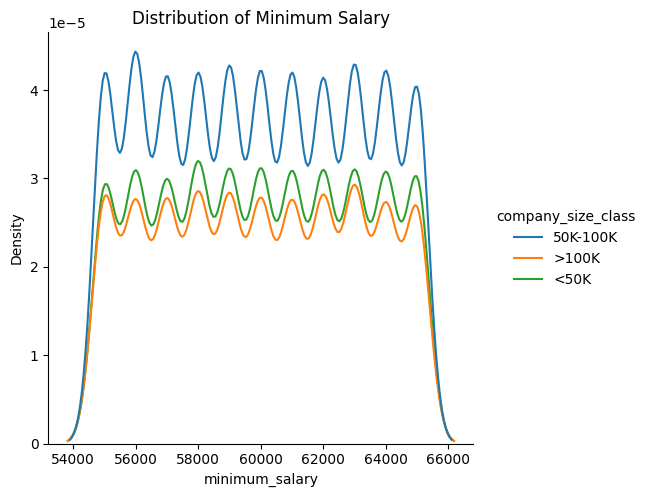 Distribution of Minimum Salary
1e−5
4
3
2
1
0
Density
54000 56000 58000 60000 62000 64000 66000
minimum_salary
company_size_class
50K-100K
>100K
<50K